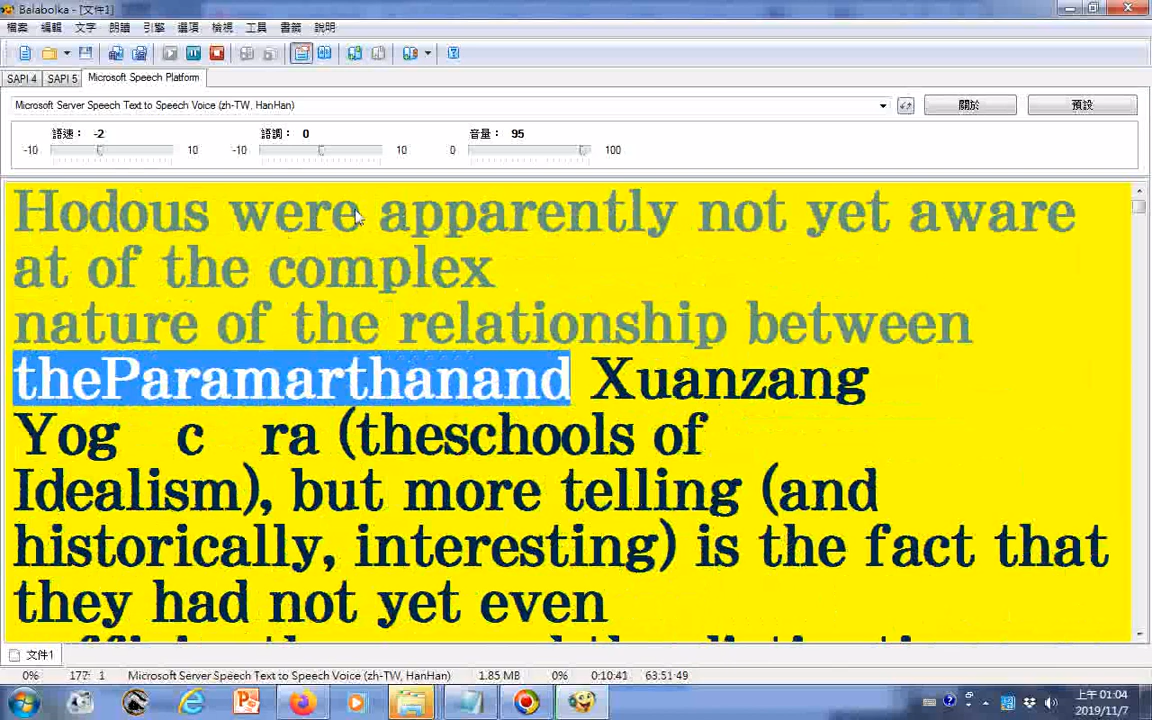 Balabolka - [文件1]
檔案 編輯 文字 朗讀 引擎 選項 檢視 工具 書籤 說明
SAPI 4 SAPI 5 Microsoft Speech Platform
Microsoft Server Speech Text to Speech Voice (zh-TW, HanHan) 關於 預設
語速： -2 語調： 0 音量： 95
-10 10 -10 10 0 100
Hodous were apparently not yet aware
at of the complex
nature of the relationship between
theParamarthanand Xuanzang
Yog c ra (theschools of
Idealism), but more telling (and
historically, interesting) is the fact that
they had not yet even
文件1
0% 177: 1 Microsoft Server Speech Text to Speech Voice (zh-TW, HanHan) 1.85 MB 0% 0:10:41 63:51:49
上午 01:04
2019/11/7